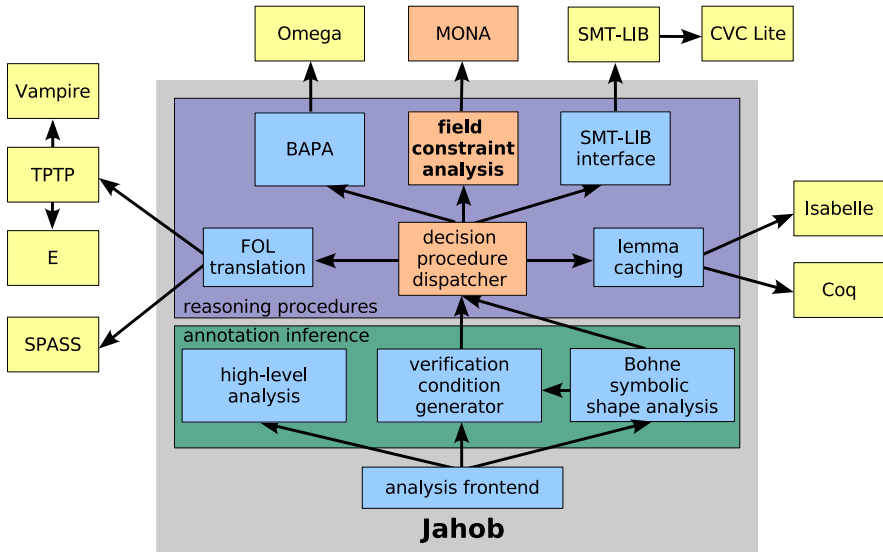 Omega
MONA
SMT-LIB
CVC Lite
Vampire
TPTP
E
SPASS
BAPA
field
constraint
analysis
SMT-LIB
interface
FOL
translation
decision
procedure
dispatcher
lemma
caching
Isabelle
Coq
reasoning procedures
annotation inference
high-level
analysis
verification
condition
generator
Bohne
symbolic
shape analysis
analysis frontend
Jahob